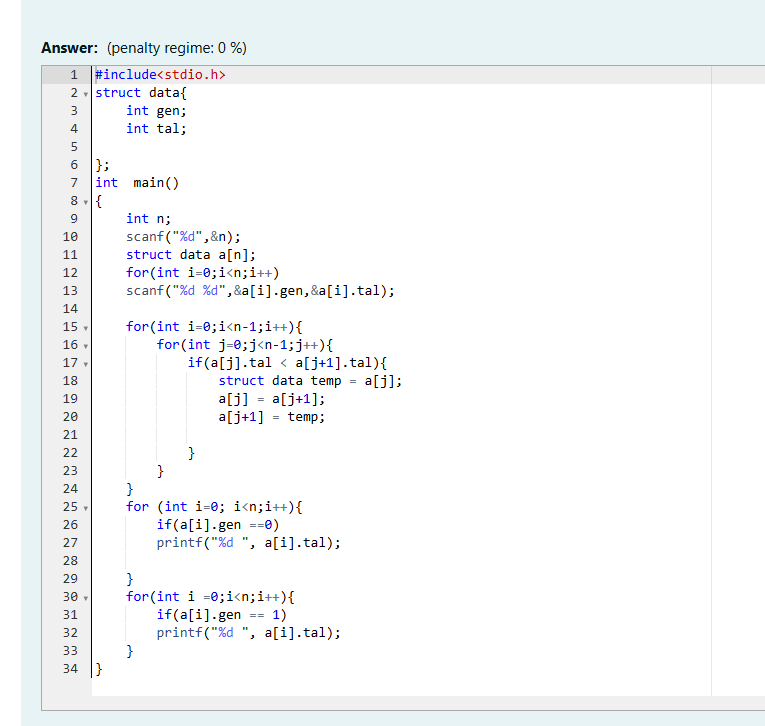 Answer: (penalty regime: 0 %)
1 #include<stdio.h>
2 struct data{
3     int gen;
4     int tal;
5
6 };
7 int  main()
8 {
9     int n;
10     scanf("%d",&n);
11     struct data a[n];
12     for(int i=0;i<n;i++)
13     scanf("%d %d",&a[i].gen,&a[i].tal);
14
15     for(int i=0;i<n-1;i++){
16         for(int j=0;j<n-1;j++){
17             if(a[j].tal < a[j+1].tal){
18                 struct data temp = a[j];
19                 a[j] = a[j+1];
20                 a[j+1] = temp;
21
22             }
23         }
24     }
25     for (int i=0; i<n;i++){
26         if(a[i].gen ==0)
27         printf("%d ", a[i].tal);
28
29     }
30     for(int i =0;i<n;i++){
31         if(a[i].gen == 1)
32         printf("%d ", a[i].tal);
33     }
34 }